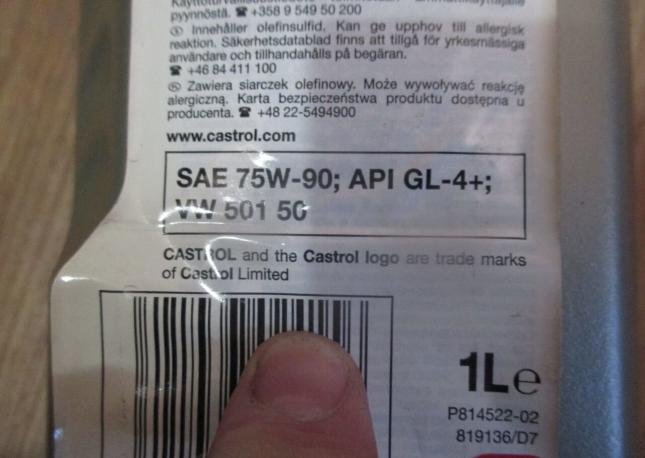 pyynnöstä. ☎ +358 9 549 50 200
Innehåller olefinsulfid. Kan ge upphov till allergisk
reaktion. Säkerhetsdatablad finns att tillgå för yrkesmässiga
användare och tillhandahålls på begäran.
☎ +46 84 411 100
Zawiera siarczek olefinowy. Może wywoływać reakcję
alergiczną. Karta bezpieczeństwa produktu dostępna u
producenta. ☎ +48 22-5494900
www.castrol.com
SAE 75W-90; API GL-4+;
VW 501 50
CASTROL and the Castrol logo are trade marks
of Castrol Limited
1L e
P814522-02
819136/D7